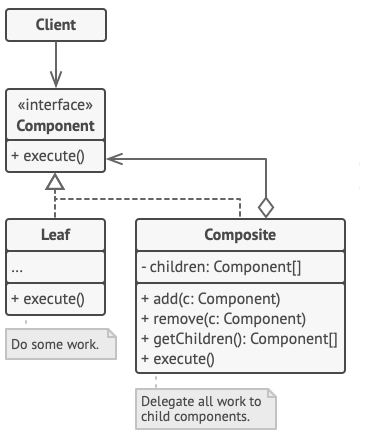 Client
«interface»
Component
+ execute()
Leaf
...
+ execute()
Do some work.
Composite
- children: Component[]
+ add(c: Component)
+ remove(c: Component)
+ getChildren(): Component[]
+ execute()
Delegate all work to
child components.